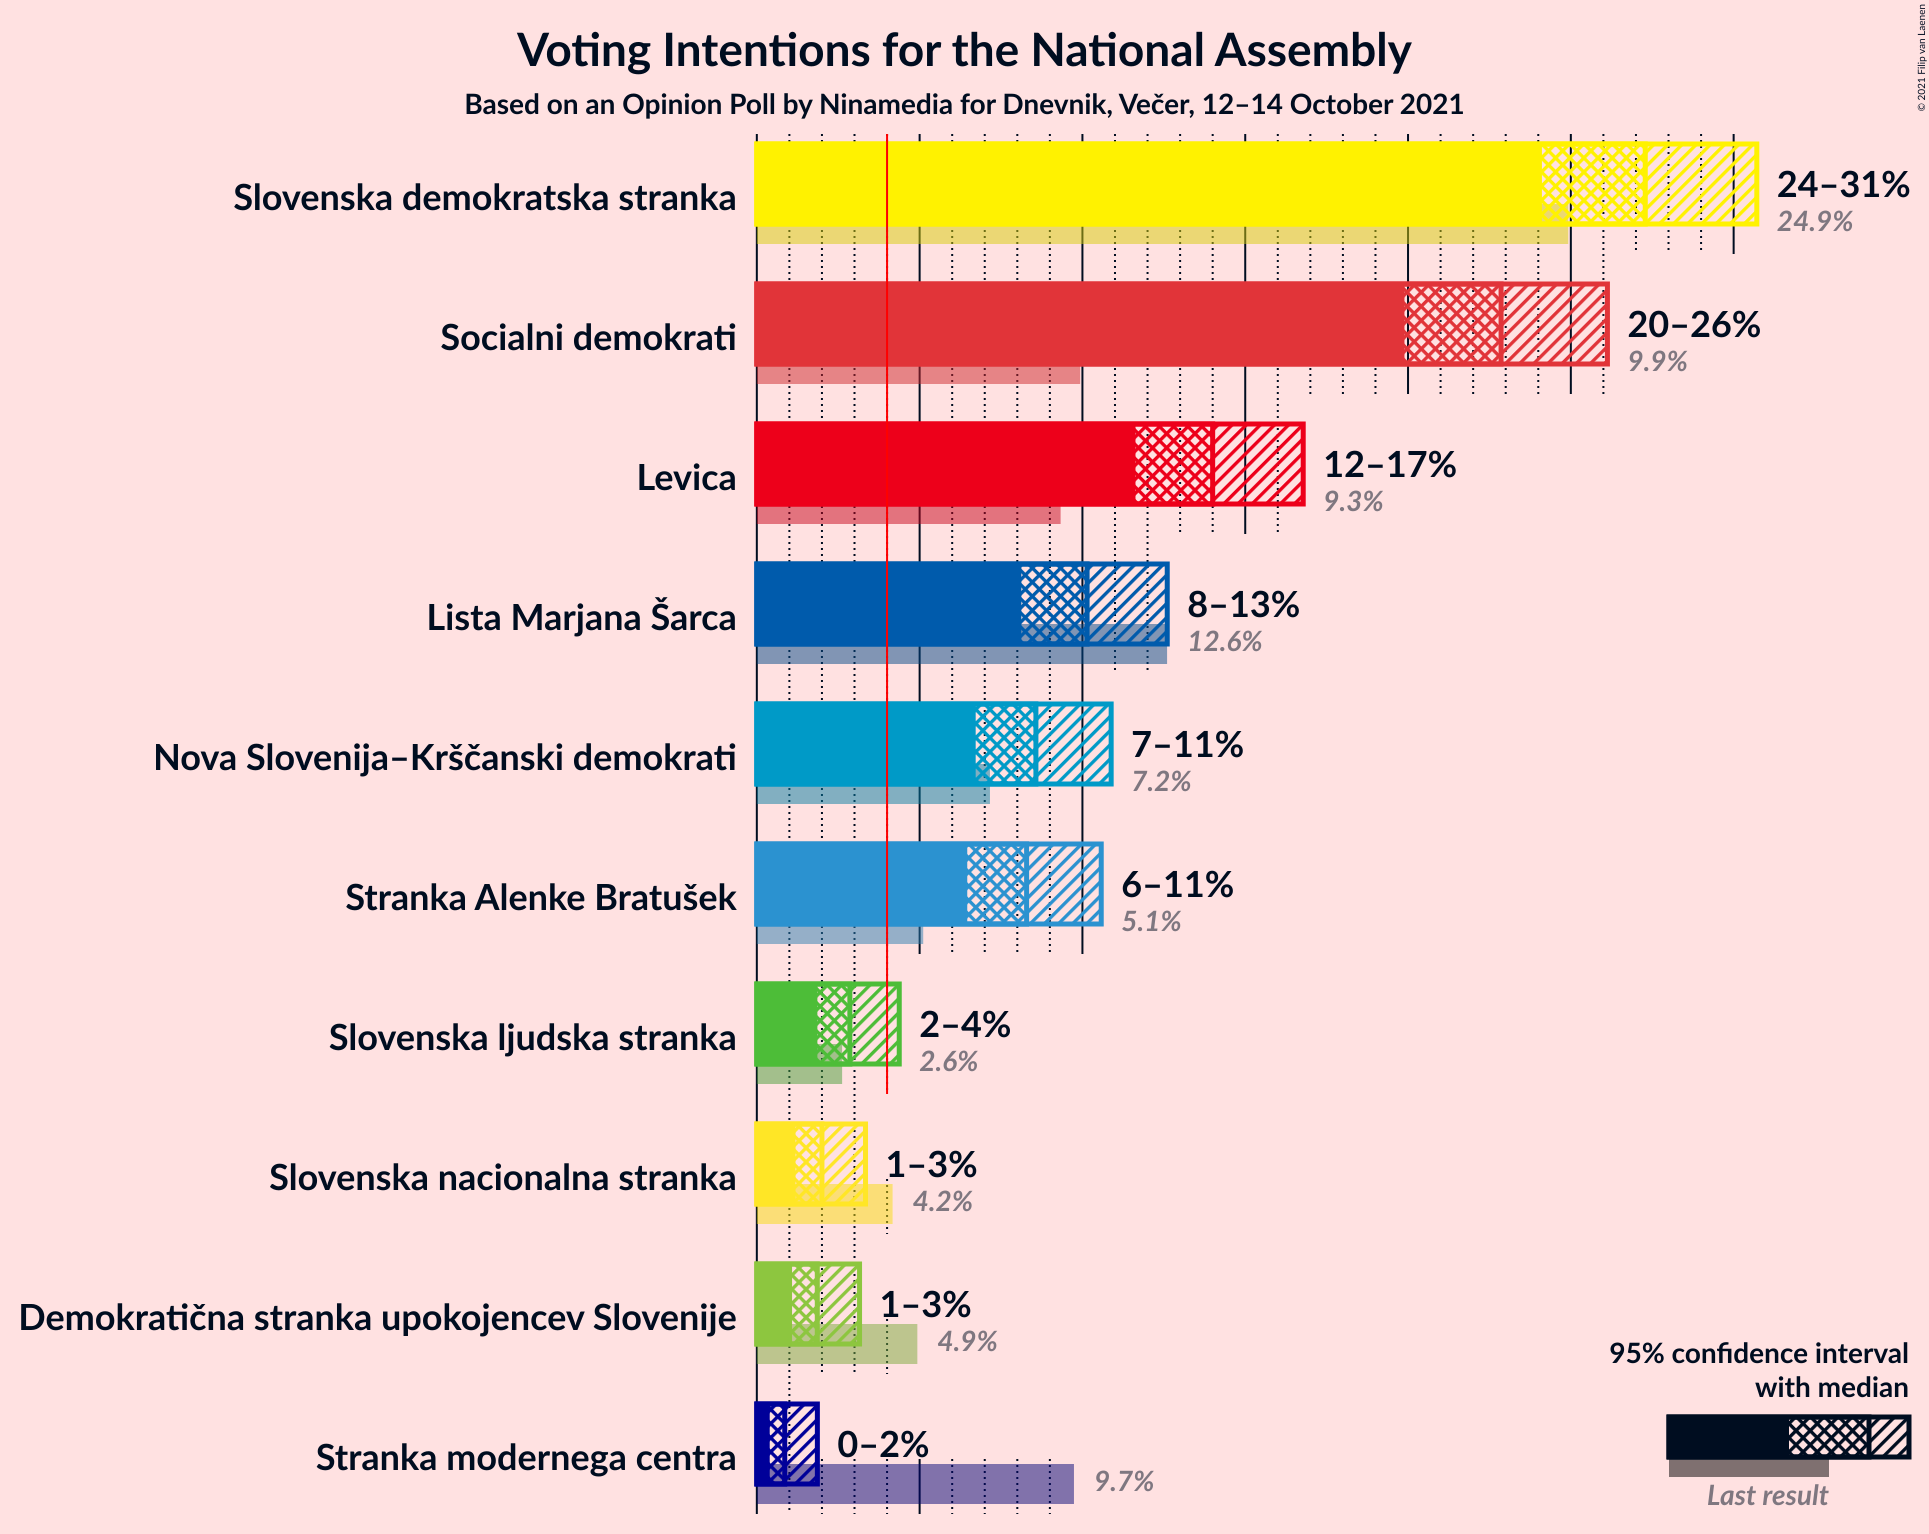 Voting Intentions for the National Assembly
Based on an Opinion Poll by Ninamedia for Dnevnik, Večer, 12–14 October 2021
© 2021 Filip van Laenen
Slovenska demokratska stranka
24–31%
24.9%
Socialni demokrati
20–26%
9.9%
Levica
12–17%
9.3%
Lista Marjana Šarca
8–13%
12.6%
Nova Slovenija–Krščanski demokrati
7–11%
7.2%
Stranka Alenke Bratušek
6–11%
5.1%
Slovenska ljudska stranka
2–4%
2.6%
Slovenska nacionalna stranka
1–3%
4.2%
Demokratična stranka upokojencev Slovenije
1–3%
4.9%
Stranka modernega centra
0–2%
9.7%
95% confidence interval
with median
Last result